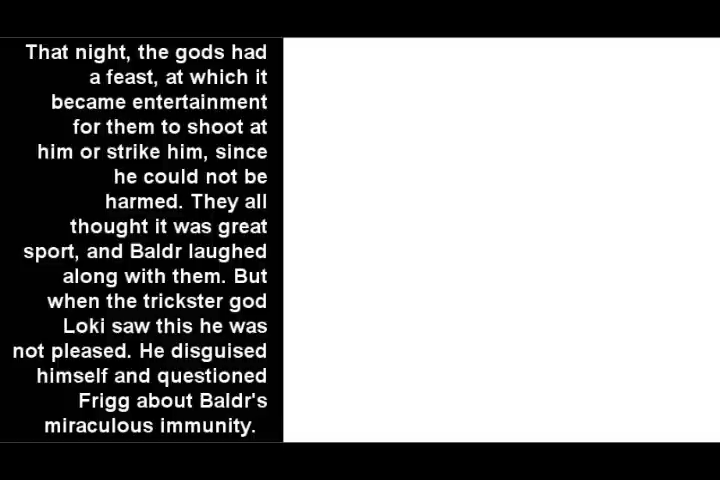 That night, the gods had
a feast, at which it
became entertainment
for them to shoot at
him or strike him, since
he could not be
harmed. They all
thought it was great
sport, and Baldr laughed
along with them. But
when the trickster god
Loki saw this he was
not pleased. He disguised
himself and questioned
Frigg about Baldr's
miraculous immunity.